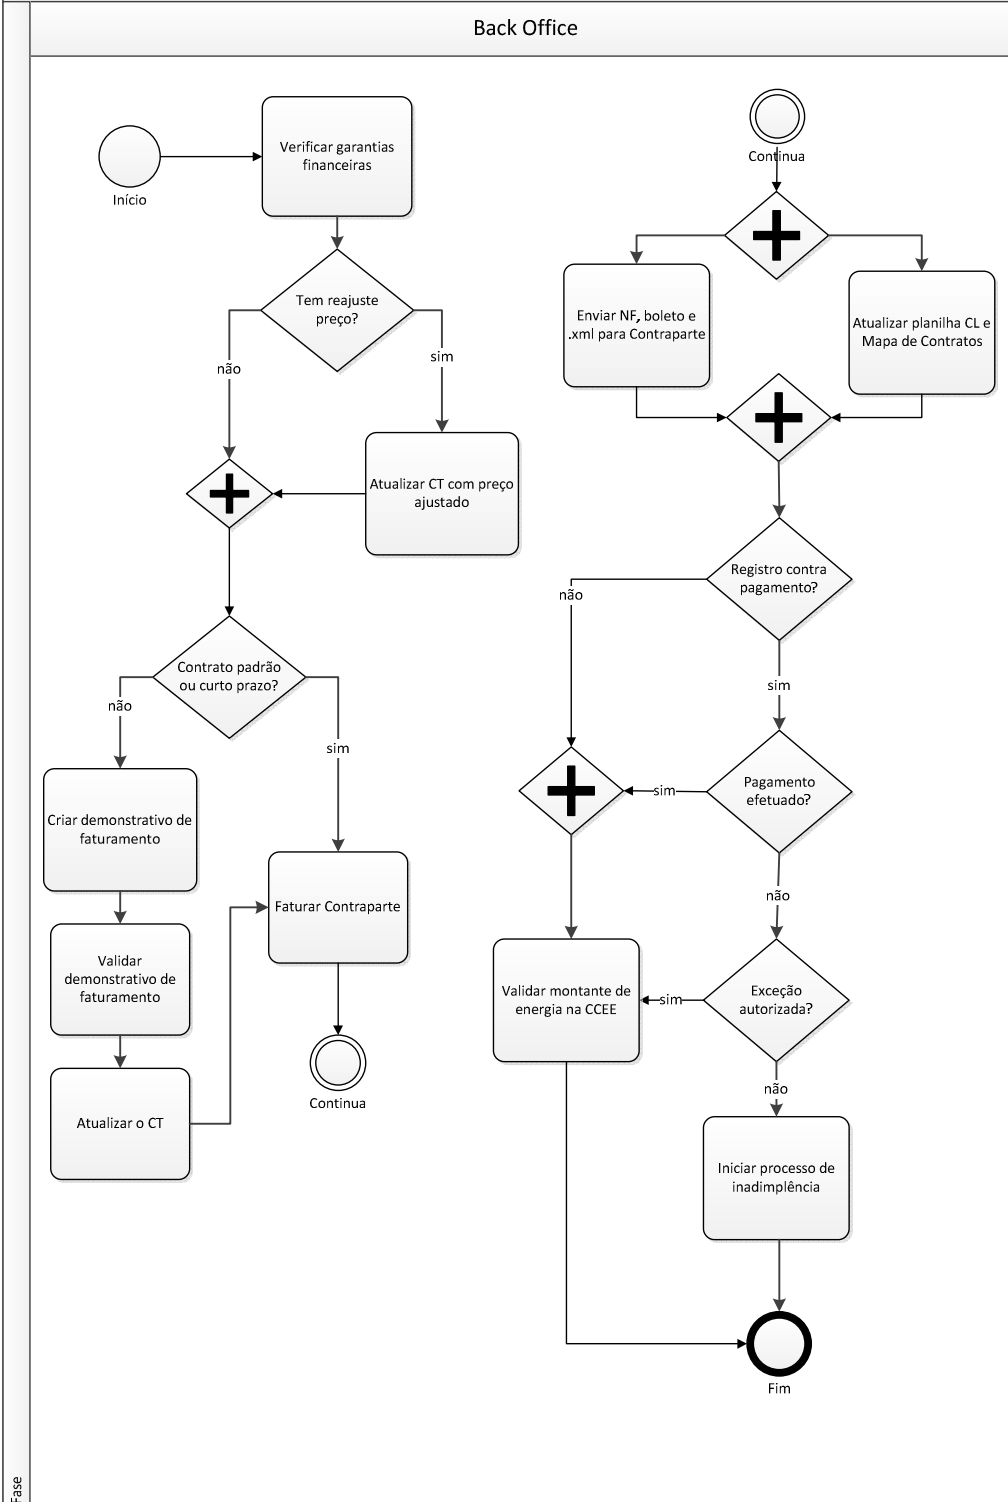 Back Office
Início
Verificar garantias
financeiras
Tem reajuste
preço?
não
sim
Atualizar CT com preço
ajustado
Contrato padrão
ou curto prazo?
não
sim
Criar demonstrativo de
faturamento
Validar
demonstrativo de
faturamento
Atualizar o CT
Faturar Contraparte
Continua
Continua
Enviar NF, boleto e
.xml para Contraparte
Atualizar planilha CL e
Mapa de Contratos
Registro contra
pagamento?
não
sim
Pagamento
efetuado?
sim
não
Exceção
autorizada?
sim
Validar montante de
energia na CCEE
não
Iniciar processo de
inadimplência
Fim
Fase